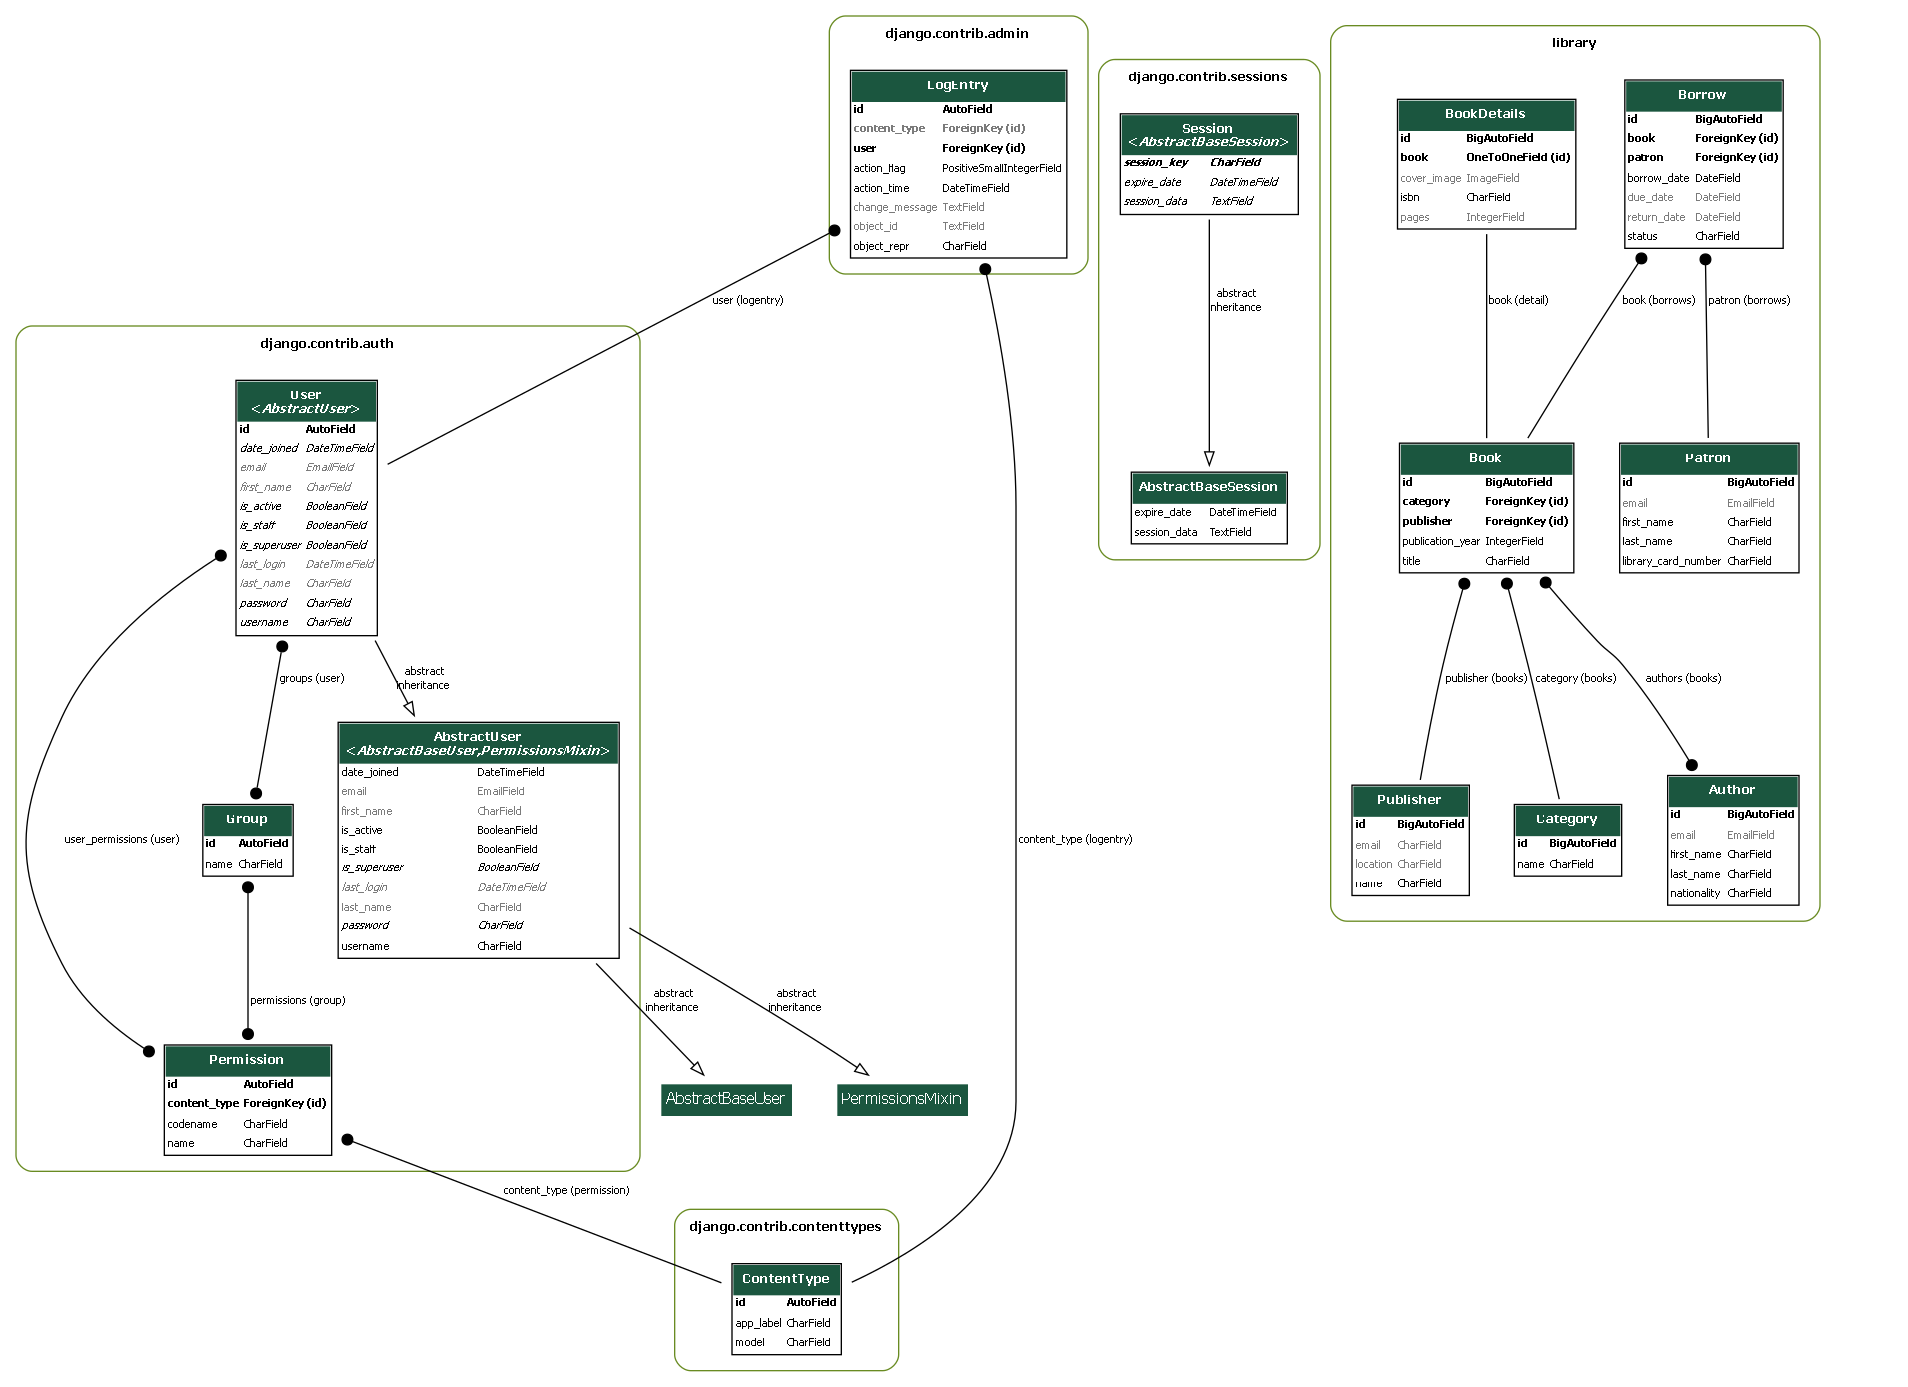 django.contrib.admin
LogEntry
id AutoField
content_type ForeignKey (id)
user ForeignKey (id)
action_flag PositiveSmallIntegerField
action_time DateTimeField
change_message TextField
object_id TextField
object_repr CharField
django.contrib.sessions
Session
<AbstractBaseSession>
session_key CharField
expire_date DateTimeField
session_data TextField
abstract
inheritance
AbstractBaseSession
expire_date DateTimeField
session_data TextField
library
BookDetails
id BigAutoField
book OneToOneField (id)
cover_image ImageField
isbn CharField
pages IntegerField
Borrow
id BigAutoField
book ForeignKey (id)
patron ForeignKey (id)
borrow_date DateField
due_date DateField
return_date DateField
status CharField
book (detail)
book (borrows)
patron (borrows)
Book
id BigAutoField
category ForeignKey (id)
publisher ForeignKey (id)
publication_year IntegerField
title CharField
Patron
id BigAutoField
email EmailField
first_name CharField
last_name CharField
library_card_number CharField
publisher (books)
category (books)
authors (books)
Publisher
id BigAutoField
email CharField
location CharField
name CharField
Category
id BigAutoField
name CharField
Author
id BigAutoField
email EmailField
first_name CharField
last_name CharField
nationality CharField
user (logentry)
django.contrib.auth
User
<AbstractUser>
id AutoField
date_joined DateTimeField
email EmailField
first_name CharField
is_active BooleanField
is_staff BooleanField
is_superuser BooleanField
last_login DateTimeField
last_name CharField
password CharField
username CharField
groups (user)
abstract
inheritance
AbstractUser
<AbstractBaseUser,PermissionsMixin>
date_joined DateTimeField
email EmailField
first_name CharField
is_active BooleanField
is_staff BooleanField
is_superuser BooleanField
last_login DateTimeField
last_name CharField
password CharField
username CharField
Group
id AutoField
name CharField
user_permissions (user)
content_type (logentry)
permissions (group)
abstract
inheritance
abstract
inheritance
Permission
id AutoField
content_type ForeignKey (id)
codename CharField
name CharField
AbstractBaseUser
PermissionsMixin
content_type (permission)
django.contrib.contenttypes
ContentType
id AutoField
app_label CharField
model CharField